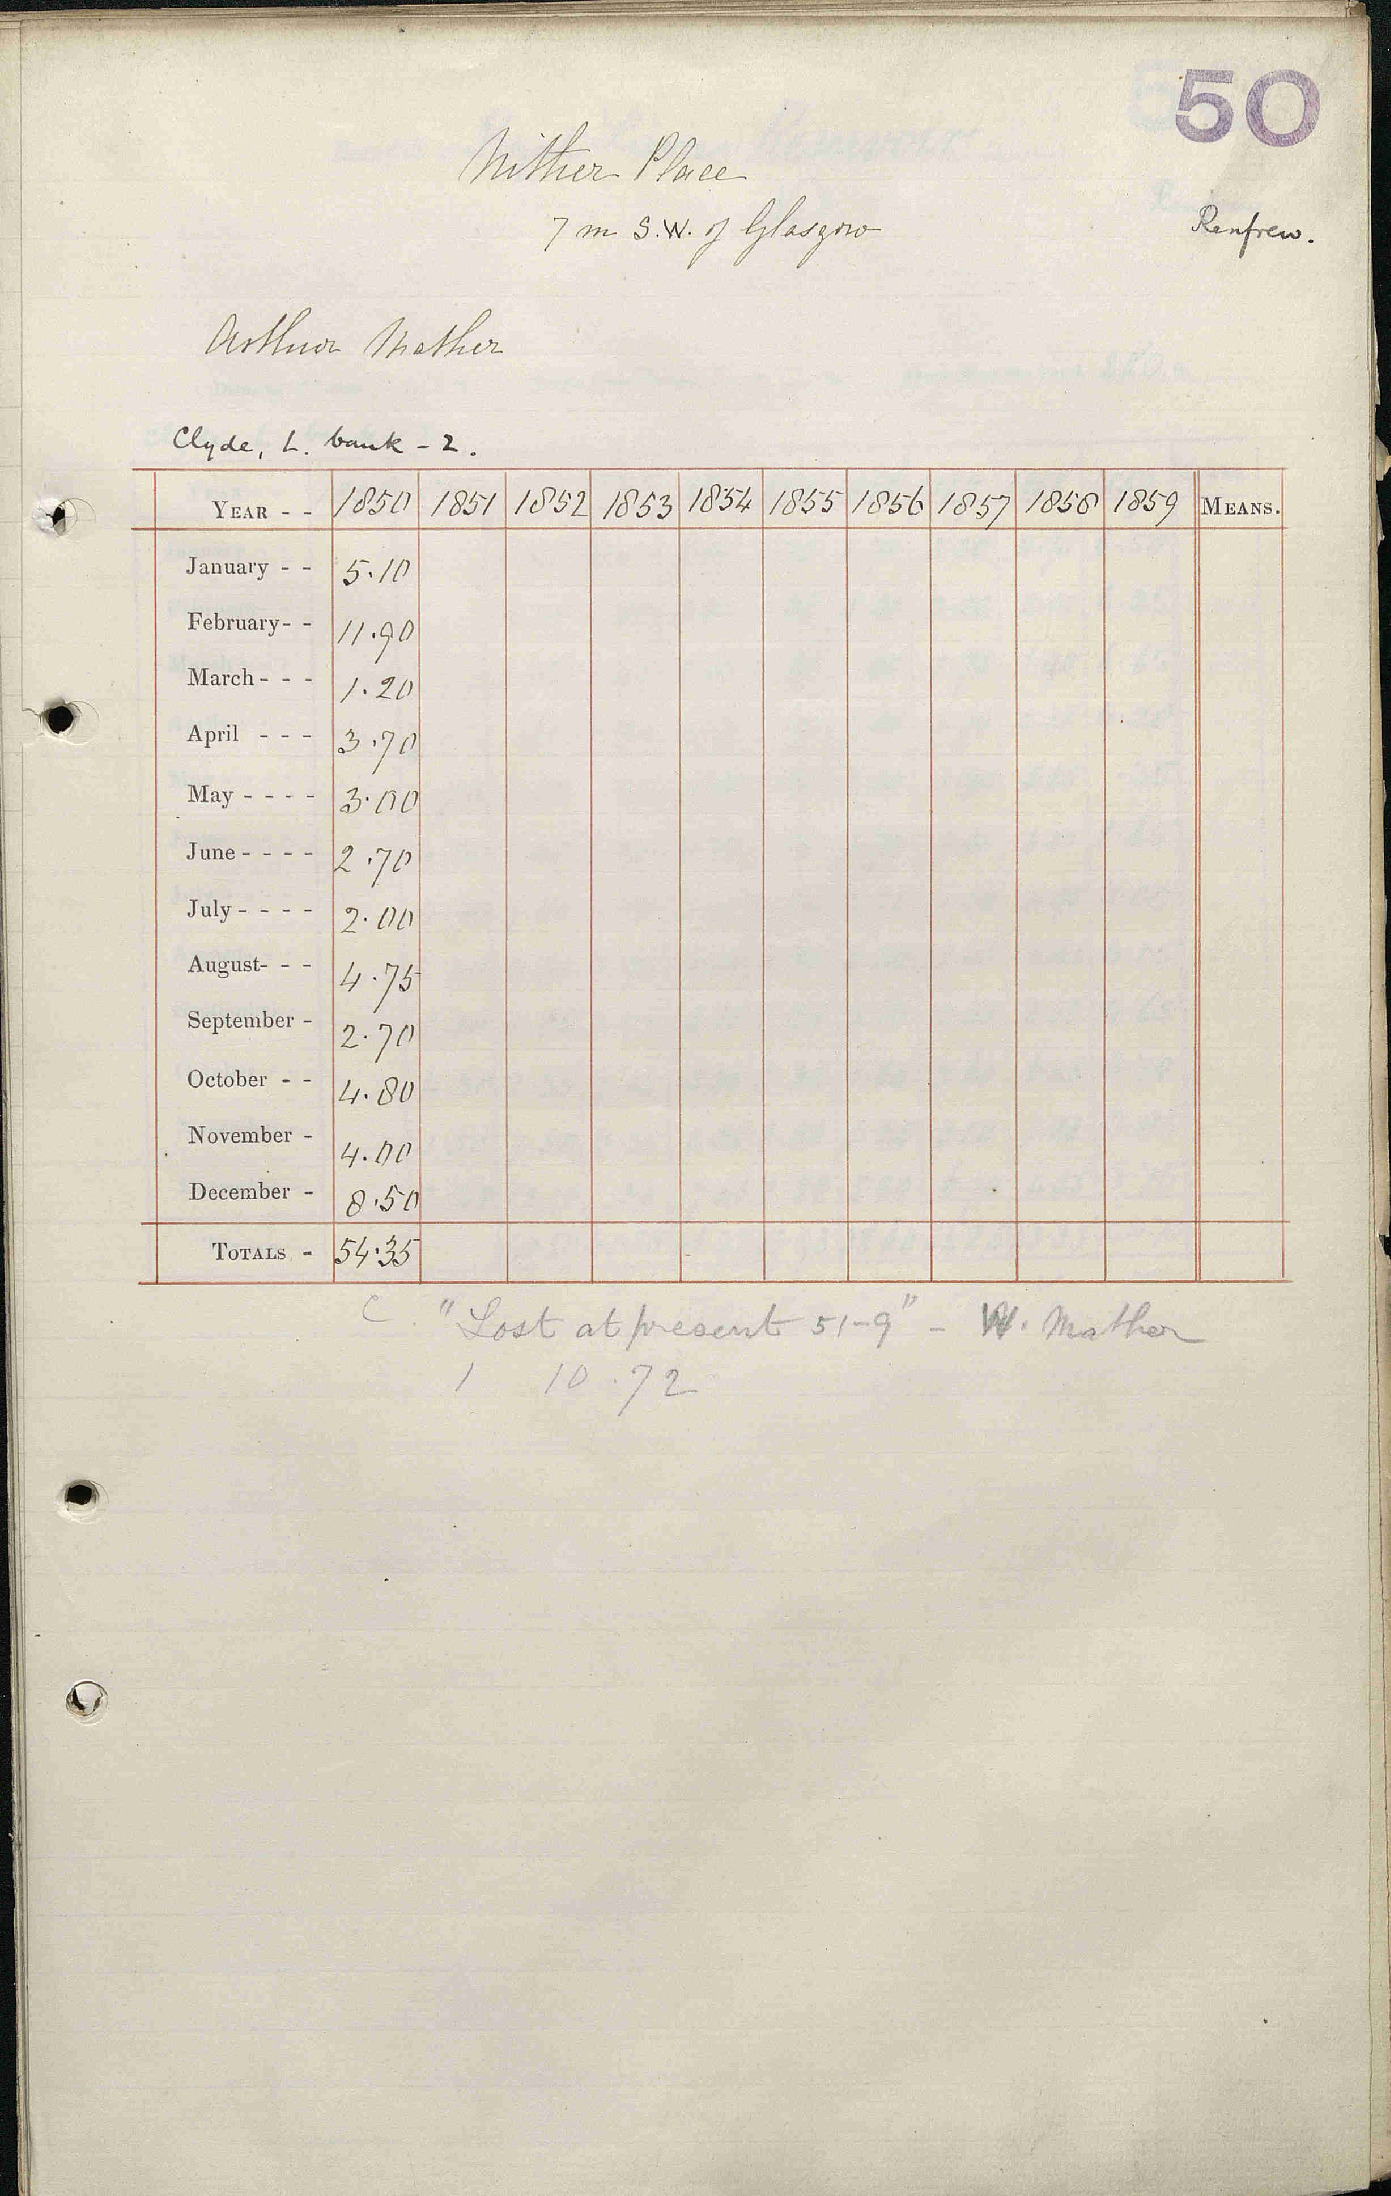 50
Nither Place
7 m S.W. of Glasgow
Renfrew.
Arthur Mather
Clyde, L. bank - 2.
YEAR - - 1850 1851 1852 1853 1854 1855 1856 1857 1858 1859 MEANS.
January - - 5.10
February - - 11.90
March - - - 1.20
April - - - 3.70
May - - - - 3.00
June - - - - 2.70
July - - - - 2.00
August - - - 4.75
September - 2.70
October - - 4.80
November - 4.00
December - 8.50
TOTALS - 54.35
C "Lost at present 51-9" - W. Mather
1 10.72